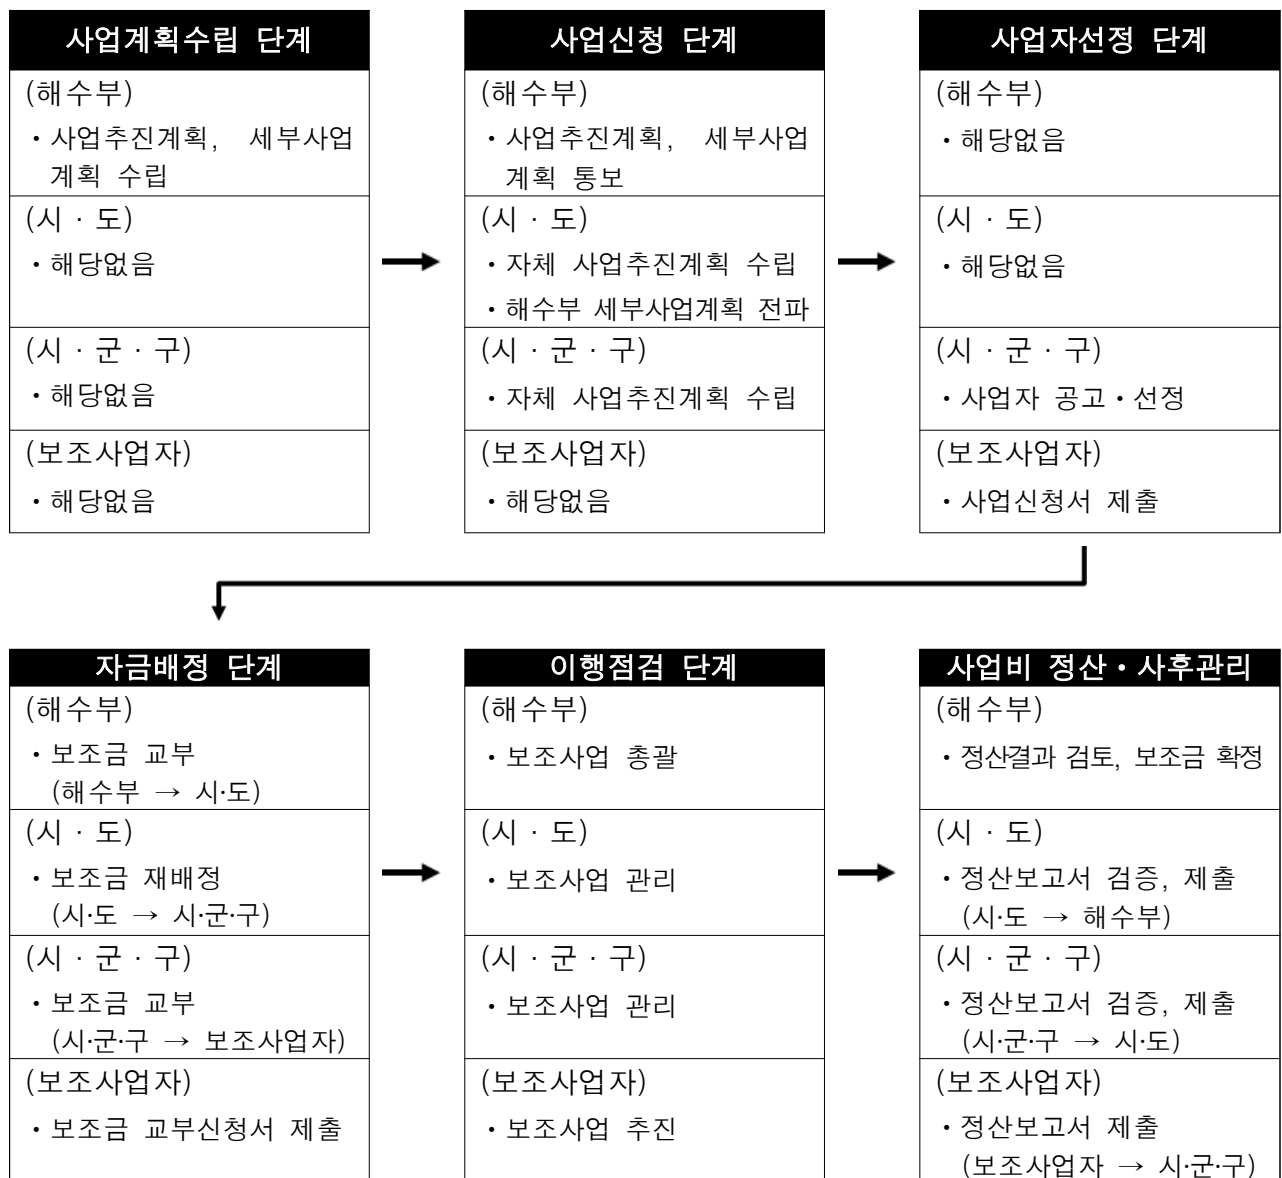 사업계획수립 단계
(해수부)
・사업추진계획, 세부사업
계획 수립
(시 · 도)
・해당없음
(시 · 군 · 구)
・해당없음
(보조사업자)
・해당없음
사업신청 단계
(해수부)
・사업추진계획, 세부사업
계획 통보
(시 · 도)
・자체 사업추진계획 수립
・해수부 세부사업계획 전파
(시 · 군 · 구)
・자체 사업추진계획 수립
(보조사업자)
・해당없음
사업자선정 단계
(해수부)
・해당없음
(시 · 도)
・해당없음
(시 · 군 · 구)
・사업자 공고・선정
(보조사업자)
・사업신청서 제출
자금배정 단계
(해수부)
・보조금 교부
(해수부 → 시·도)
(시 · 도)
・보조금 재배정
(시·도 → 시·군·구)
(시 · 군 · 구)
・보조금 교부
(시·군·구 → 보조사업자)
(보조사업자)
・보조금 교부신청서 제출
이행점검 단계
(해수부)
・보조사업 총괄
(시 · 도)
・보조사업 관리
(시 · 군 · 구)
・보조사업 관리
(보조사업자)
・보조사업 추진
사업비 정산・사후관리
(해수부)
・정산결과 검토, 보조금 확정
(시 · 도)
・정산보고서 검증, 제출
(시·도 → 해수부)
(시 · 군 · 구)
・정산보고서 검증, 제출
(시·군·구 → 시·도)
(보조사업자)
・정산보고서 제출
(보조사업자 → 시·군·구)